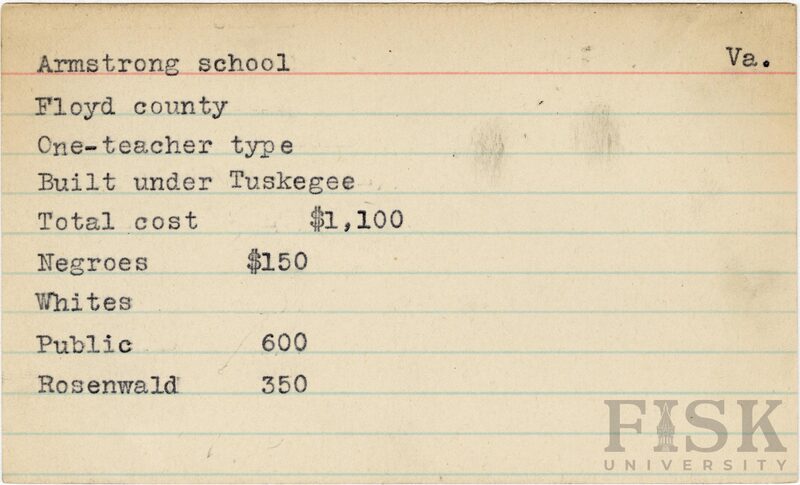 Armstrong school Va.
Floyd county
One-teacher type
Built under Tuskegee
Total cost $1,100
Negroes $150
Whites
Public 600
Rosenwald 350
FISK
UNIVERSITY